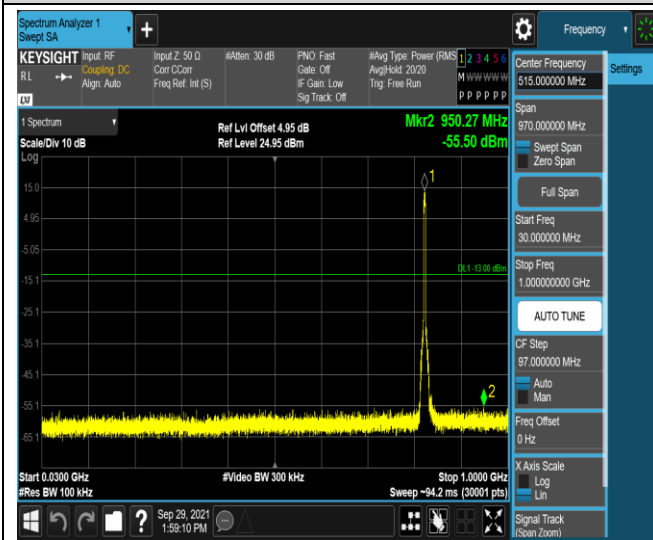 Spectrum Analyzer 1
Swept SA
+
Frequency
KEYSIGHT
RL
LXI
Input: RF
Coupling: DC
Align: Auto
Input Z: 50 Ω
Corr CCorr
Freq Ref: Int (S)
#Atten: 30 dB
PNO: Fast
Gate: Off
IF Gain: Low
Sig Track: Off
#Avg Type: Power (RMS
Avg|Hold: 20/20
Trig: Free Run
1 2 3 4 5 6
M W W W W W
P P P P P P
Center Frequency
515.000000 MHz
Settings
Span
970.000000 MHz
Swept Span
Zero Span
Full Span
Start Freq
30.000000 MHz
Stop Freq
1.000000000 GHz
AUTO TUNE
CF Step
97.000000 MHz
Auto
Man
Freq Offset
0 Hz
X Axis Scale
Log
Lin
Signal Track
(Span Zoom)
1 Spectrum
Scale/Div 10 dB
Log
Ref Lvl Offset 4.95 dB
Ref Level 24.95 dBm
Mkr2 950.27 MHz
-55.50 dBm
1
15.0
4.95
-5.05
DL1 -13.00 dBm
-15.1
-25.1
-35.1
-45.1
2
-55.1
-65.1
Start 0.0300 GHz
#Video BW 300 kHz
Stop 1.0000 GHz
#Res BW 100 kHz
Sweep ~94.2 ms (30001 pts)
?
Sep 29, 2021
1:59:10 PM